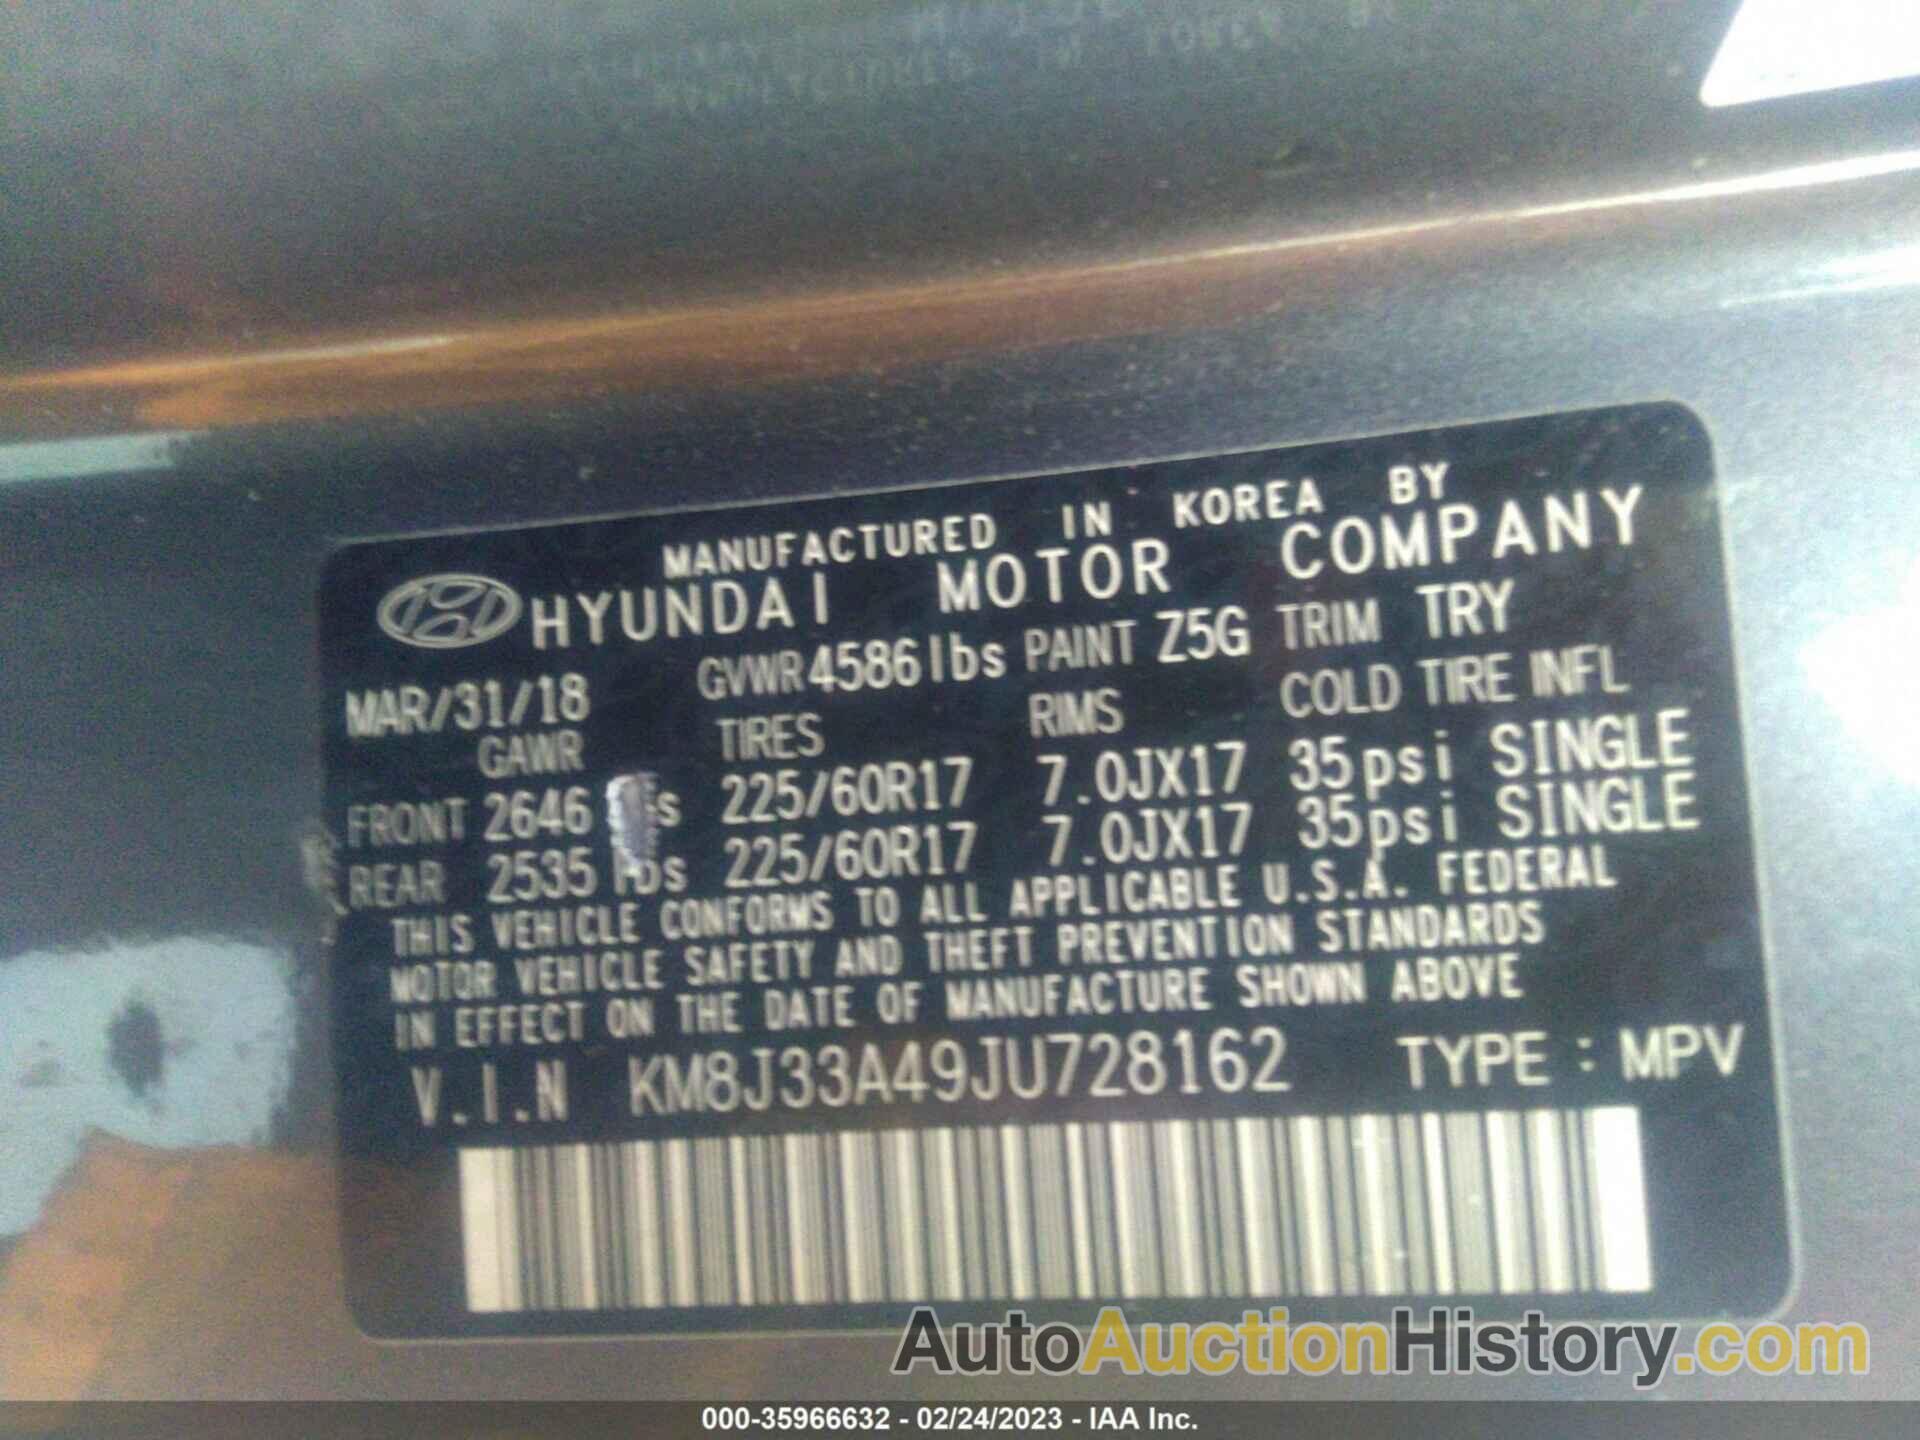 MANUFACTURED IN KOREA BY
HYUNDAI MOTOR COMPANY
MAR/31/18 GVWR 4586 lbs PAINT Z5G TRIM TRY
GAWR TIRES RIMS COLD TIRE INFL
FRONT 2646 225/60R17 7.0JX17 35psi SINGLE
REAR 2535 lbs 225/60R17 7.0JX17 35psi SINGLE
THIS VEHICLE CONFORMS TO ALL APPLICABLE U.S.A. FEDERAL
MOTOR VEHICLE SAFETY AND THEFT PREVENTION STANDARDS
IN EFFECT ON THE DATE OF MANUFACTURE SHOWN ABOVE
V.I.N KM8J33A49JU728162 TYPE : MPV
AutoAuctionHistory.com
000-35966632 - 02/24/2023 - IAA Inc.